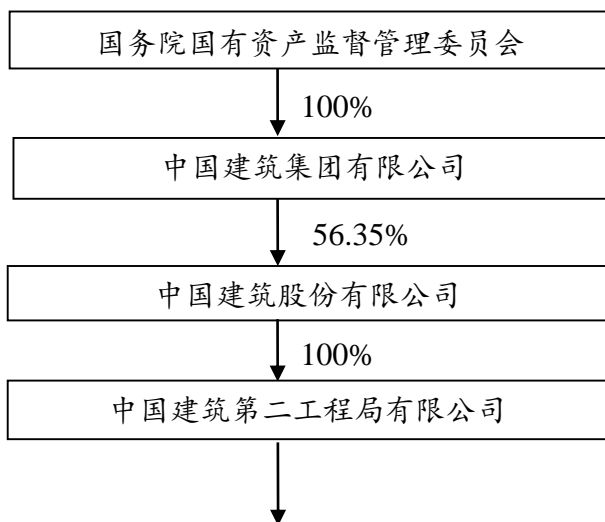 国务院国有资产监督管理委员会
100%
中国建筑集团有限公司
56.35%
中国建筑股份有限公司
100%
中国建筑第二工程局有限公司